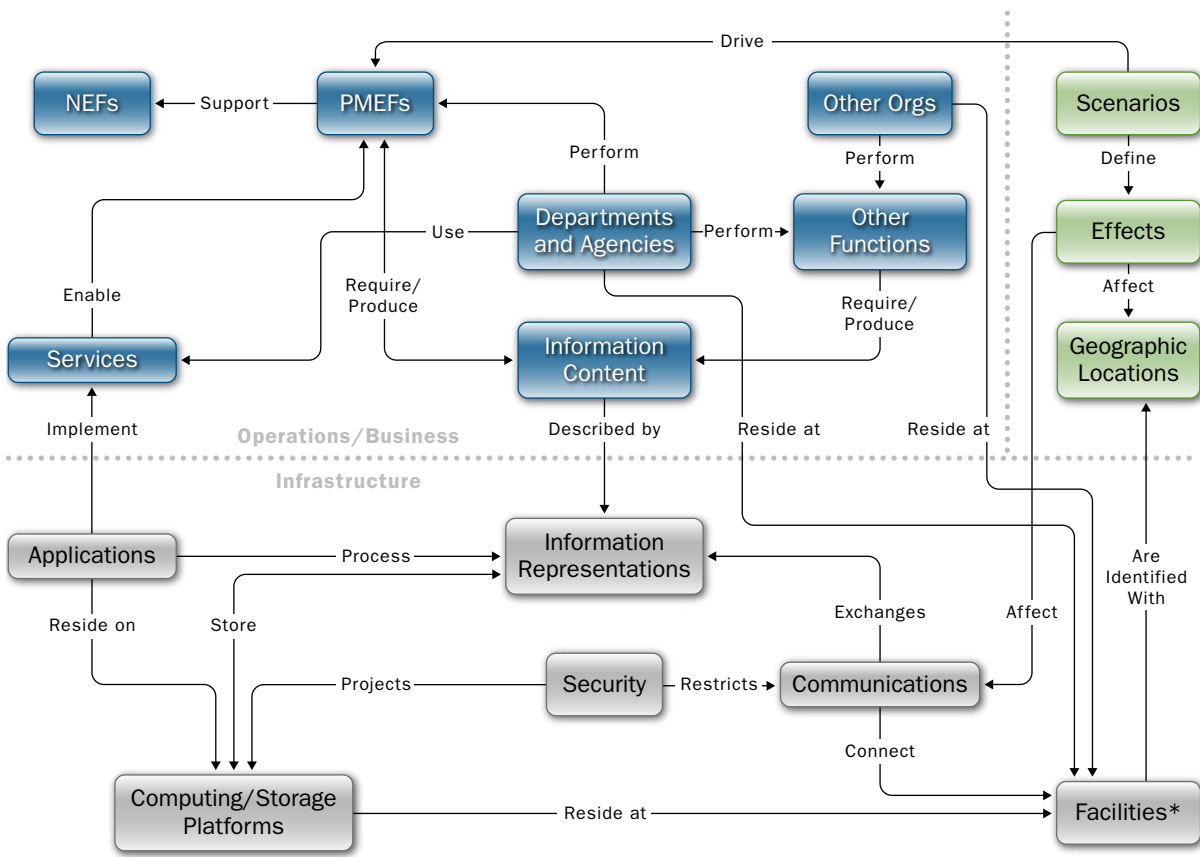 Drive
NEFs
Support
PMEFs
Other Orgs
Scenarios
Perform
Perform
Define
Departments
and Agencies
Perform
Other
Functions
Effects
Use
Enable
Require/
Produce
Require/
Produce
Affect
Services
Information
Content
Geographic
Locations
Implement
Operations/Business
Described by
Reside at
Reside at
Infrastructure
Applications
Process
Information
Representations
Are
Identified
With
Reside on
Store
Exchanges
Affect
Projects
Security
Restricts
Communications
Connect
Computing/Storage
Platforms
Reside at
Facilities*